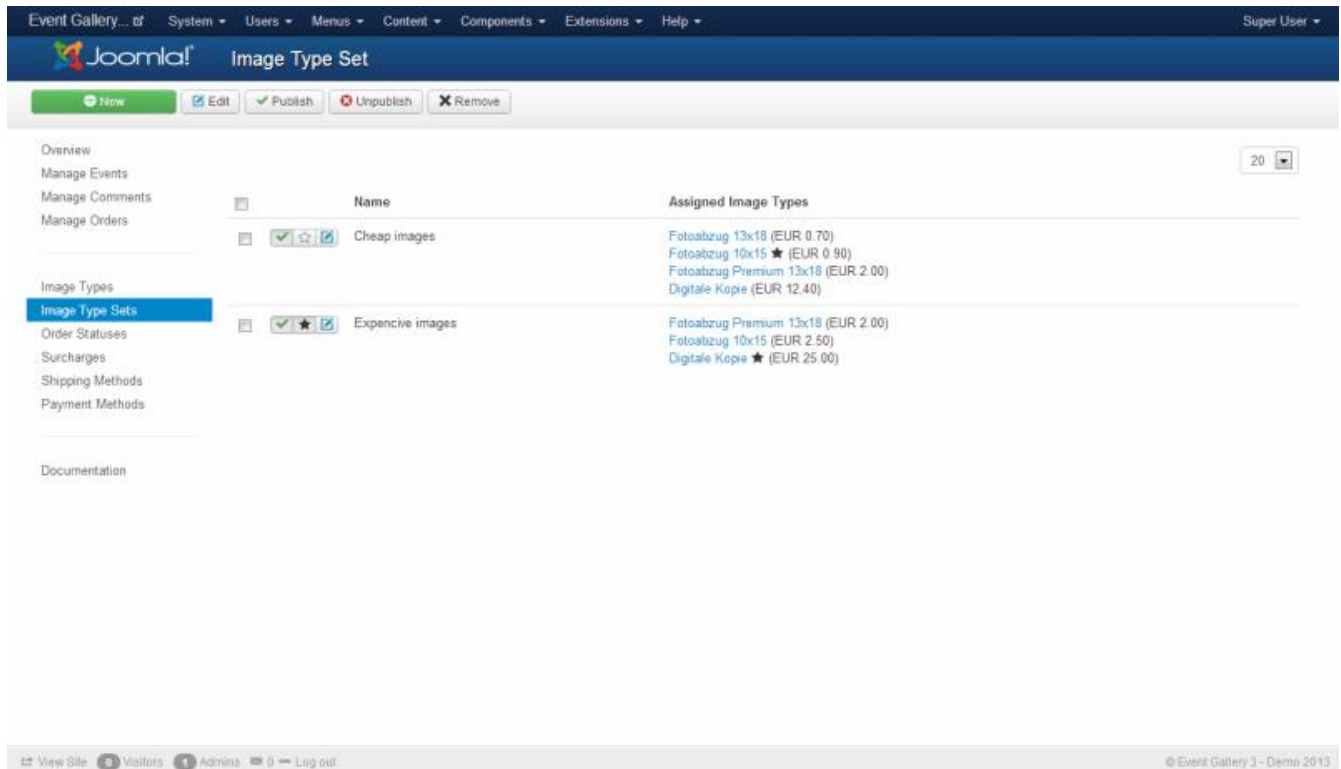 Event Gallery... System Users Menus Content Components Extensions Help Super User
Joomla! Image Type Set
New Edit Publish Unpublish Remove
Overview
20
Manage Events
Manage Comments
Name Assigned Image Types
Manage Orders
Cheap images
Fotoabzug 13x18 (EUR 0.70)
Fotoabzug 10x15 ★ (EUR 0.90)
Fotoabzug Premium 13x18 (EUR 2.00)
Digitale Kopie (EUR 12.40)
Image Types
Image Type Sets
Expencive images
Fotoabzug Premium 13x18 (EUR 2.00)
Fotoabzug 10x15 (EUR 2.50)
Digitale Kopie ★ (EUR 25.00)
Order Statuses
Surcharges
Shipping Methods
Payment Methods
Documentation
View Site Visitors 1 Admins 0 Log out © Event Gallery 3 - Demo 2013